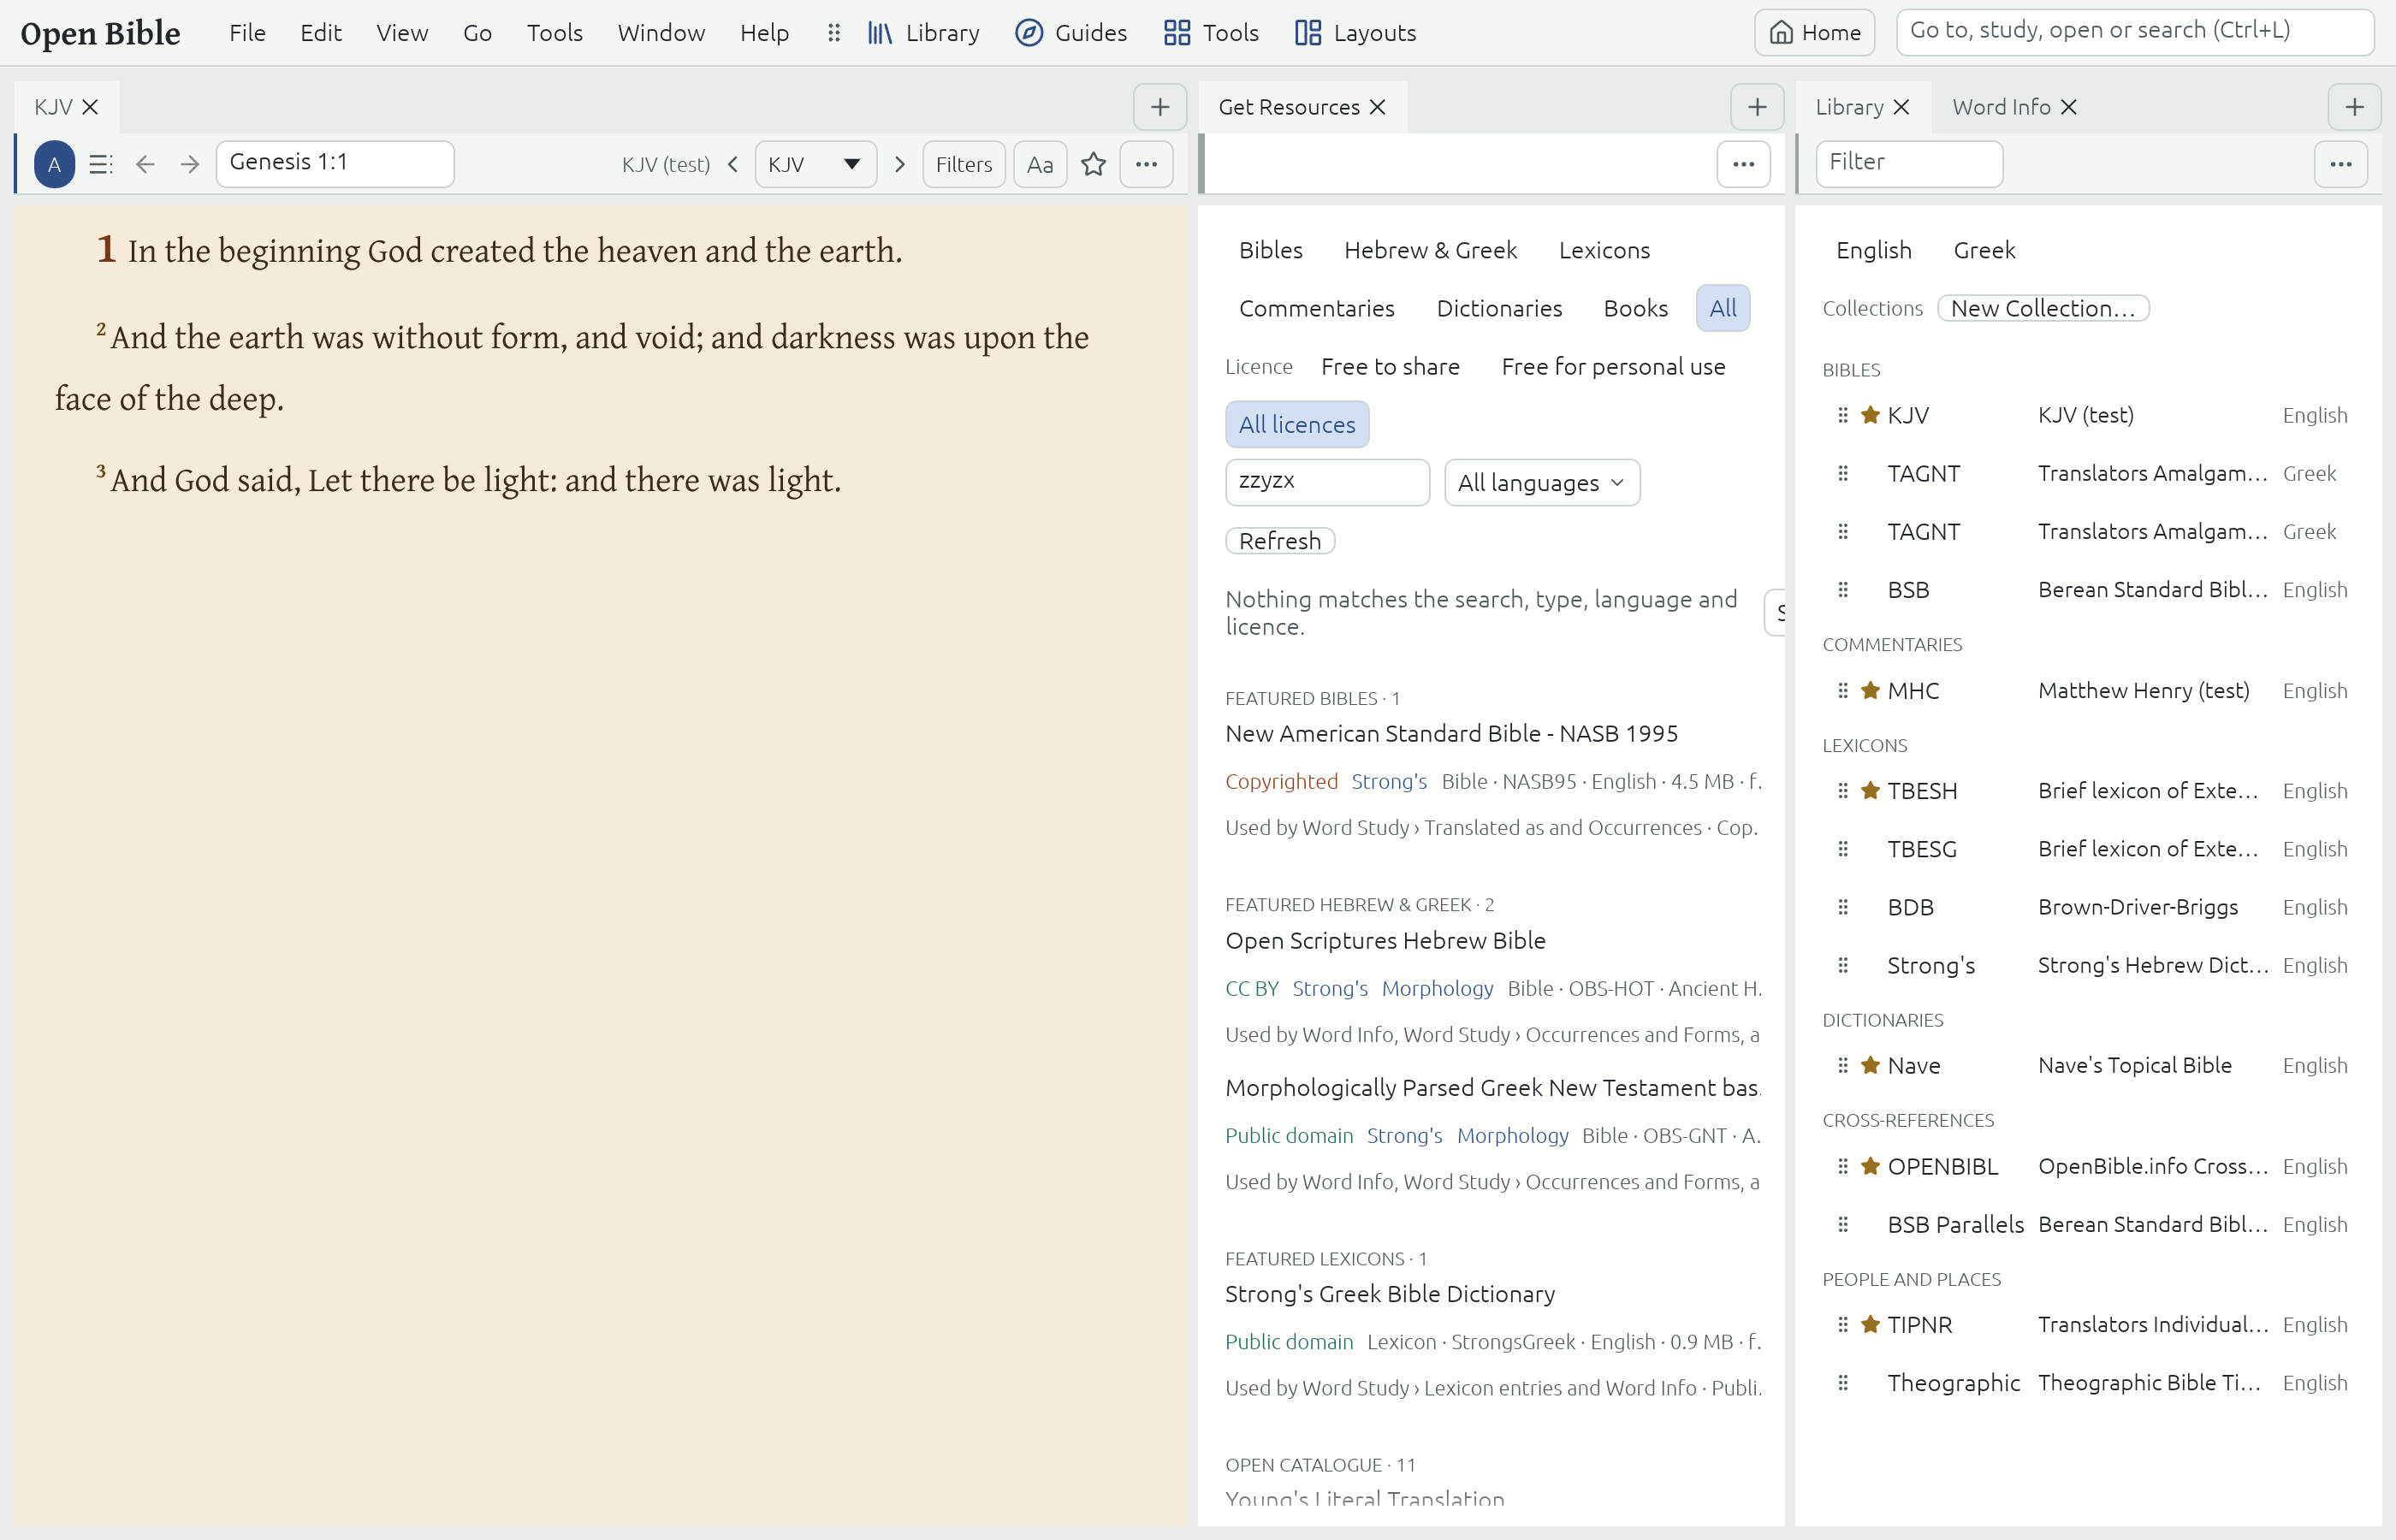 Open Bible File Edit View Go Tools Window Help Library Guides Tools Layouts Home Go to, study, open or search (Ctrl+L)
KJV
A Genesis 1:1 KJV (test) KJV Filters Aa
1 In the beginning God created the heaven and the earth.
2 And the earth was without form, and void; and darkness was upon the
face of the deep.
3 And God said, Let there be light: and there was light.
Get Resources
Bibles Hebrew & Greek Lexicons
Commentaries Dictionaries Books All
Licence Free to share Free for personal use
All licences
zzyzx All languages
Refresh
Nothing matches the search, type, language and
licence.
FEATURED BIBLES · 1
New American Standard Bible - NASB 1995
Copyrighted Strong's Bible · NASB95 · English · 4.5 MB · f.
Used by Word Study › Translated as and Occurrences · Cop.
FEATURED HEBREW & GREEK · 2
Open Scriptures Hebrew Bible
CC BY Strong's Morphology Bible · OBS-HOT · Ancient H.
Used by Word Info, Word Study › Occurrences and Forms, a
Morphologically Parsed Greek New Testament bas.
Public domain Strong's Morphology Bible · OBS-GNT · A.
Used by Word Info, Word Study › Occurrences and Forms, a
FEATURED LEXICONS · 1
Strong's Greek Bible Dictionary
Public domain Lexicon · StrongsGreek · English · 0.9 MB · f.
Used by Word Study › Lexicon entries and Word Info · Publi.
OPEN CATALOGUE · 11
Young's Literal Translation
Library Word Info
Filter
English Greek
Collections New Collection…
BIBLES
KJV KJV (test) English
TAGNT Translators Amalgam… Greek
TAGNT Translators Amalgam… Greek
BSB Berean Standard Bibl… English
COMMENTARIES
MHC Matthew Henry (test) English
LEXICONS
TBESH Brief lexicon of Exte… English
TBESG Brief lexicon of Exte… English
BDB Brown-Driver-Briggs English
Strong's Strong's Hebrew Dict… English
DICTIONARIES
Nave Nave's Topical Bible English
CROSS-REFERENCES
OPENBIBL OpenBible.info Cross… English
BSB Parallels Berean Standard Bibl… English
PEOPLE AND PLACES
TIPNR Translators Individual… English
Theographic Theographic Bible Ti… English